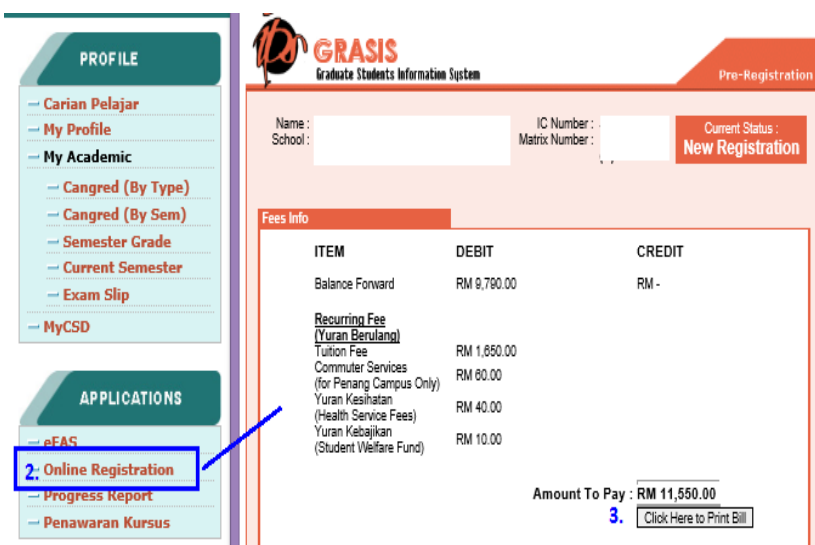 PROFILE
Carian Pelajar
My Profile
My Academic
Cangred (By Type)
Cangred (By Sem)
Semester Grade
Current Semester
Exam Slip
MyCSD
APPLICATIONS
eFAS
2. Online Registration
Progress Report
Penawaran Kursus
ips GRASIS
Graduate Students Information System
Pre-Registration
Name :
School :
IC Number :
Matrix Number :
Current Status :
New Registration
Fees Info
ITEM DEBIT CREDIT
Balance Forward RM 9,790.00 RM -
Recurring Fee
(Yuran Berulang)
Tuition Fee RM 1,650.00
Commuter Services
(for Penang Campus Only) RM 60.00
Yuran Kesihatan
(Health Service Fees) RM 40.00
Yuran Kebajikan
(Student Welfare Fund) RM 10.00
Amount To Pay : RM 11,550.00
3. Click Here to Print Bill